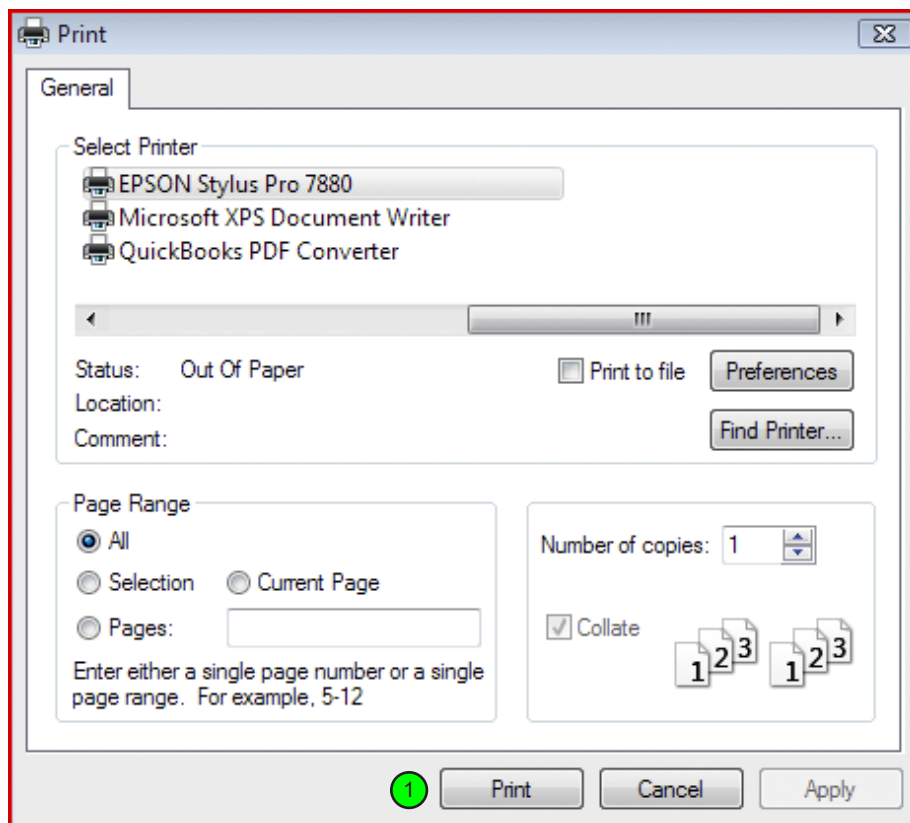 Print
General
Select Printer
EPSON Stylus Pro 7880
Microsoft XPS Document Writer
QuickBooks PDF Converter
Status: Out Of Paper
Print to file
Preferences
Location:
Comment:
Find Printer...
Page Range
All
Selection
Current Page
Pages:
Enter either a single page number or a single
page range. For example, 5-12
Number of copies: 1
Collate
1 2 3 1 2 3
1
Print
Cancel
Apply